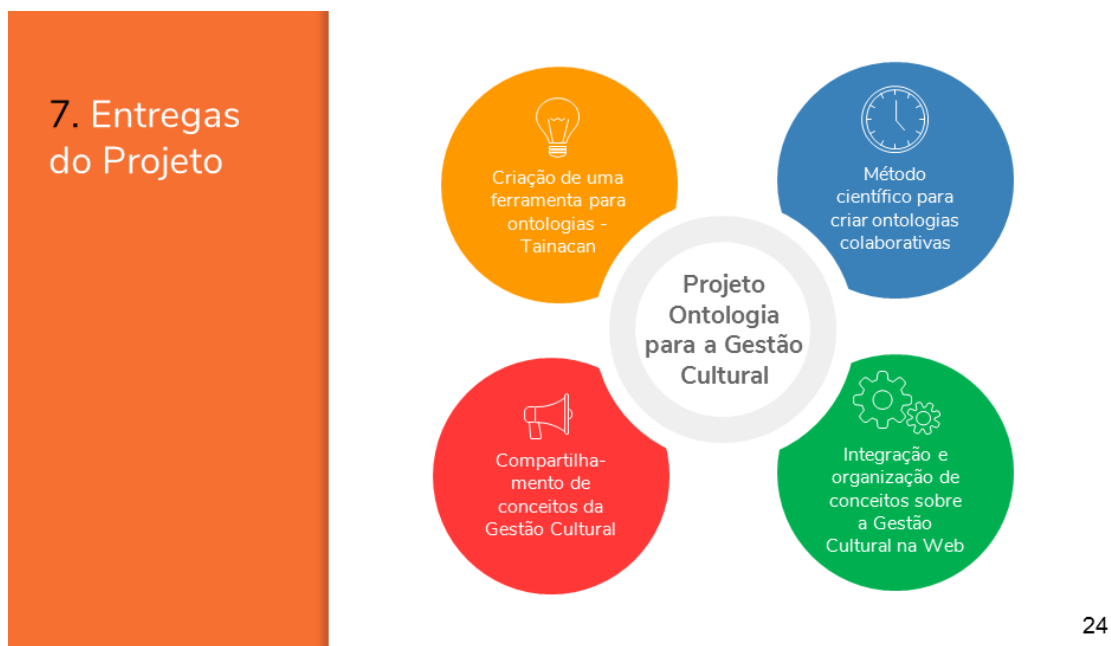 7. Entregas
do Projeto
Criação de uma
ferramenta para
ontologias -
Tainacan
Método
científico para
criar ontologias
colaborativas
Projeto
Ontologia
para a Gestão
Cultural
Compartilha-
mento de
conceitos da
Gestão Cultural
Integração e
organização de
conceitos sobre
a Gestão
Cultural na Web
24